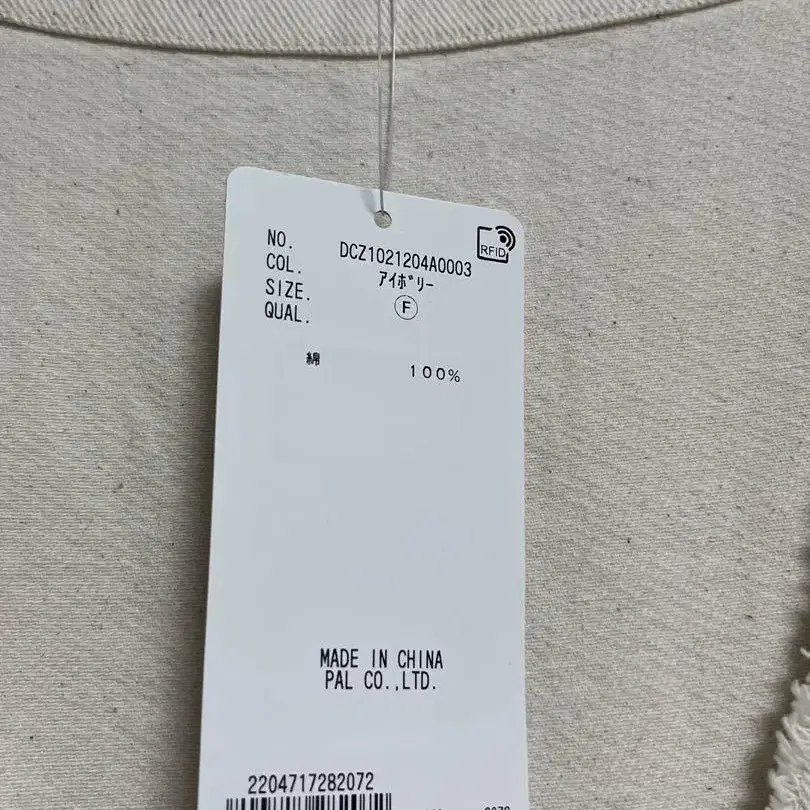 RFID
NO. DCZ1021204A0003
COL. アイボリー
SIZE. F
QUAL.
綿 100%
MADE IN CHINA
PAL CO.,LTD.
2204717282072